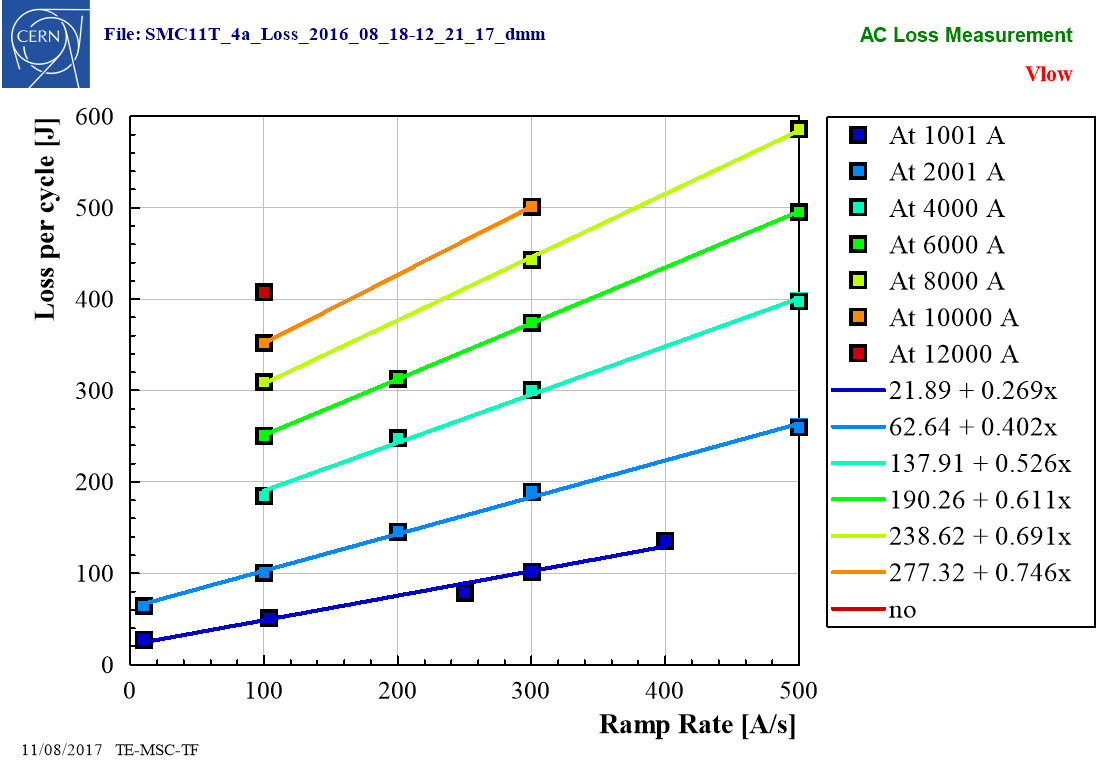 CERN
File: SMC11T_4a_Loss_2016_08_18-12_21_17_dmm
AC Loss Measurement
Vlow
Loss per cycle [J]
600
500
400
300
200
100
0
0 100 200 300 400 500
Ramp Rate [A/s]
At 1001 A
At 2001 A
At 4000 A
At 6000 A
At 8000 A
At 10000 A
At 12000 A
21.89 + 0.269x
62.64 + 0.402x
137.91 + 0.526x
190.26 + 0.611x
238.62 + 0.691x
277.32 + 0.746x
no
11/08/2017 TE-MSC-TF